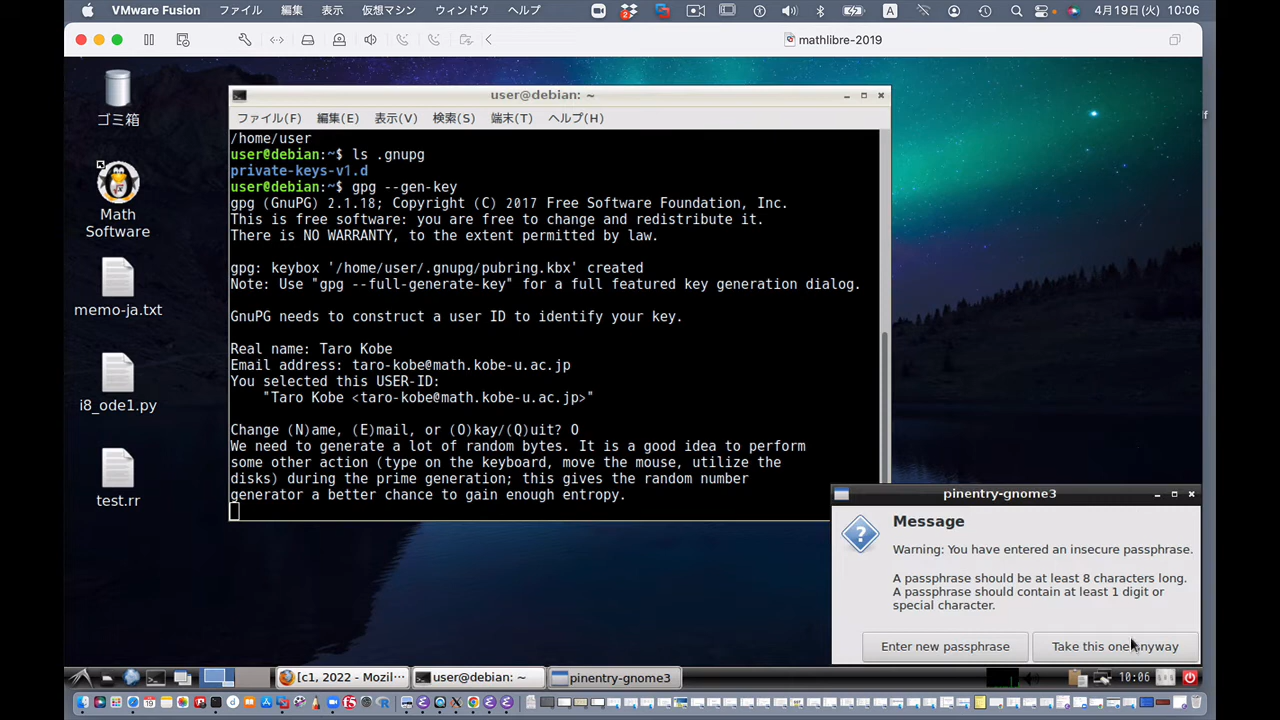 VMware Fusion ファイル 編集 表示 仮想マシン ウィンドウ ヘルプ 2 A 4月19日(火) 10:06
mathlibre-2019
ゴミ箱
Math
Software
memo-ja.txt
i8_ode1.py
test.rr
user@debian: ~
ファイル(F) 編集(E) 表示(V) 検索(S) 端末(T) ヘルプ(H)
/home/user
user@debian:~$ ls .gnupg
private-keys-v1.d
user@debian:~$ gpg --gen-key
gpg (GnuPG) 2.1.18; Copyright (C) 2017 Free Software Foundation, Inc.
This is free software: you are free to change and redistribute it.
There is NO WARRANTY, to the extent permitted by law.
gpg: keybox '/home/user/.gnupg/pubring.kbx' created
Note: Use "gpg --full-generate-key" for a full featured key generation dialog.
GnuPG needs to construct a user ID to identify your key.
Real name: Taro Kobe
Email address: taro-kobe@math.kobe-u.ac.jp
You selected this USER-ID:
"Taro Kobe <taro-kobe@math.kobe-u.ac.jp>"
Change (N)ame, (E)mail, or (O)kay/(Q)uit? O
We need to generate a lot of random bytes. It is a good idea to perform
some other action (type on the keyboard, move the mouse, utilize the
disks) during the prime generation; this gives the random number
generator a better chance to gain enough entropy.
pinentry-gnome3
Message
Warning: You have entered an insecure passphrase.
A passphrase should be at least 8 characters long.
A passphrase should contain at least 1 digit or
special character.
Enter new passphrase Take this one anyway
[c1, 2022 - Mozil... user@debian: ~ pinentry-gnome3 10:06